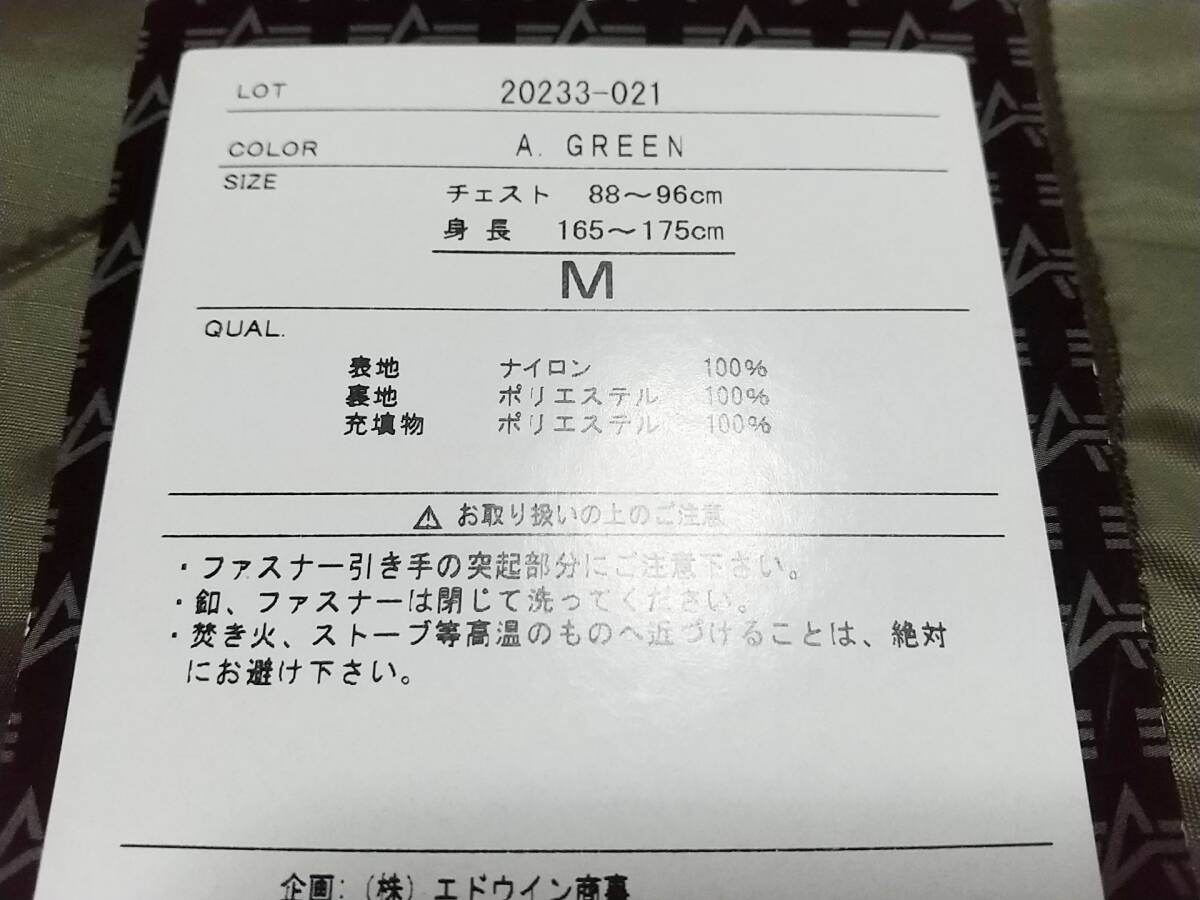 LOT 20233-021
COLOR A. GREEN
SIZE チェスト 88～96cm
身長 165～175cm
M
QUAL.
表地 ナイロン 100%
裏地 ポリエステル 100%
充填物 ポリエステル 100%
⚠ お取り扱いの上のご注意
・ファスナー引き手の突起部分にご注意下さい。
・釦、ファスナーは閉じて洗ってください。
・焚き火、ストーブ等高温のものへ近づけることは、絶対
にお避け下さい。
企画:（株）エドウイン商事